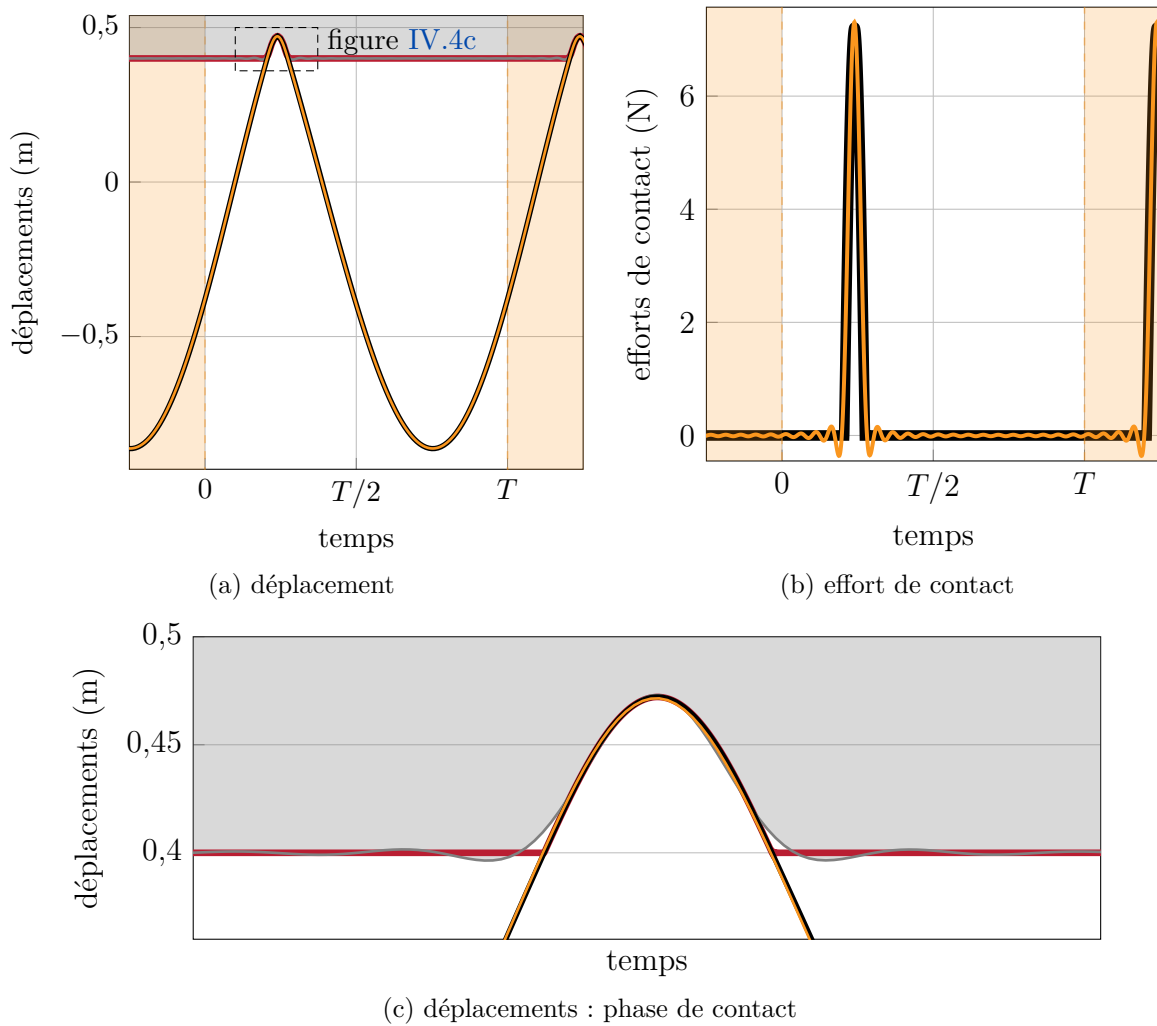 0,5
0
−0,5
déplacements (m)
figure IV.4c
0
T/2
T
temps
(a) déplacement
6
4
2
0
efforts de contact (N)
0
T/2
T
temps
(b) effort de contact
0,5
0,45
0,4
déplacements (m)
temps
(c) déplacements : phase de contact